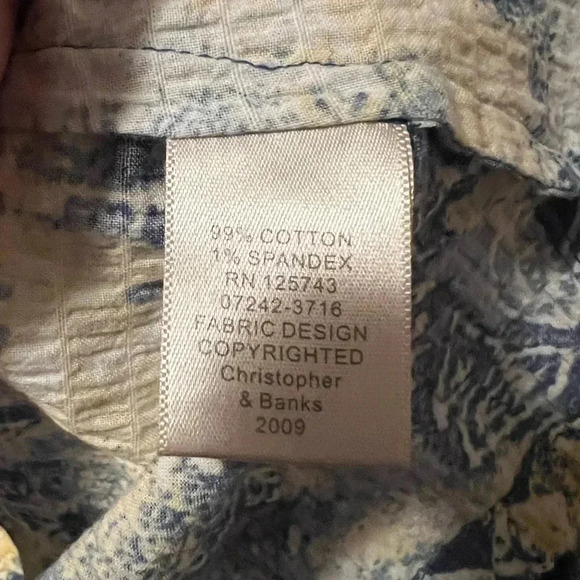 99% COTTON
1% SPANDEX
RN 125743
07242-3716
FABRIC DESIGN
COPYRIGHTED
Christopher
& Banks
2009